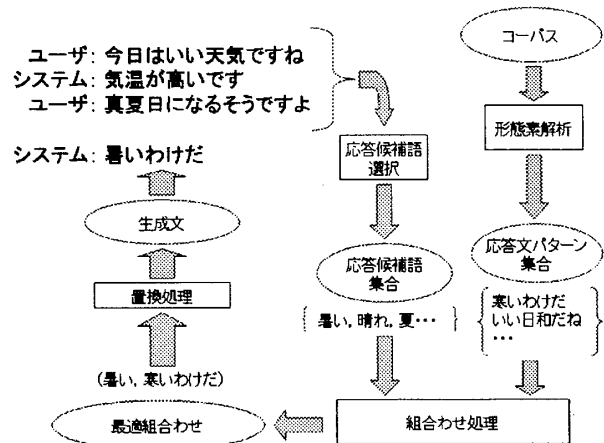 ユーザ: 今日はいい天気ですね
システム: 気温が高いです
ユーザ: 真夏日になるそうですよ
システム: 暑いわけだ
生成文
置換処理
(暑い, 寒いわけだ)
最適組合わせ
応答候補語
選択
応答候補語
集合
暑い, 晴れ, 夏・・・
コーパス
形態素解析
応答文パターン
集合
寒いわけだ
いい日和だね
・・・
組合わせ処理